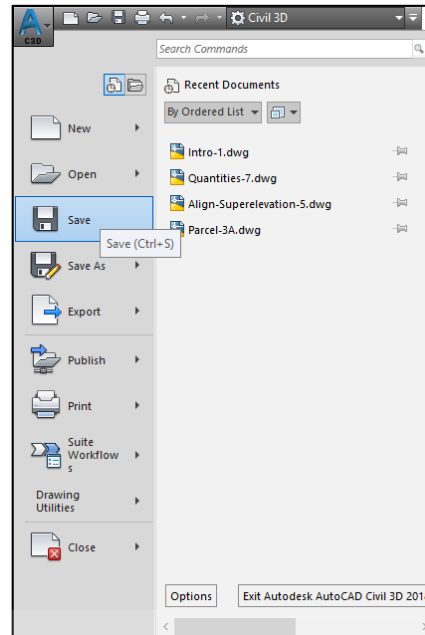 Civil 3D
C3D
Search Commands
Recent Documents
By Ordered List
New
Intro-1.dwg
Open
Quantities-7.dwg
Save
Align-Superelevation-5.dwg
Save (Ctrl+S)
Parcel-3A.dwg
Save As
Export
Publish
Print
Suite
Workflow
s
Drawing
Utilities
Close
Options
Exit Autodesk AutoCAD Civil 3D 2018